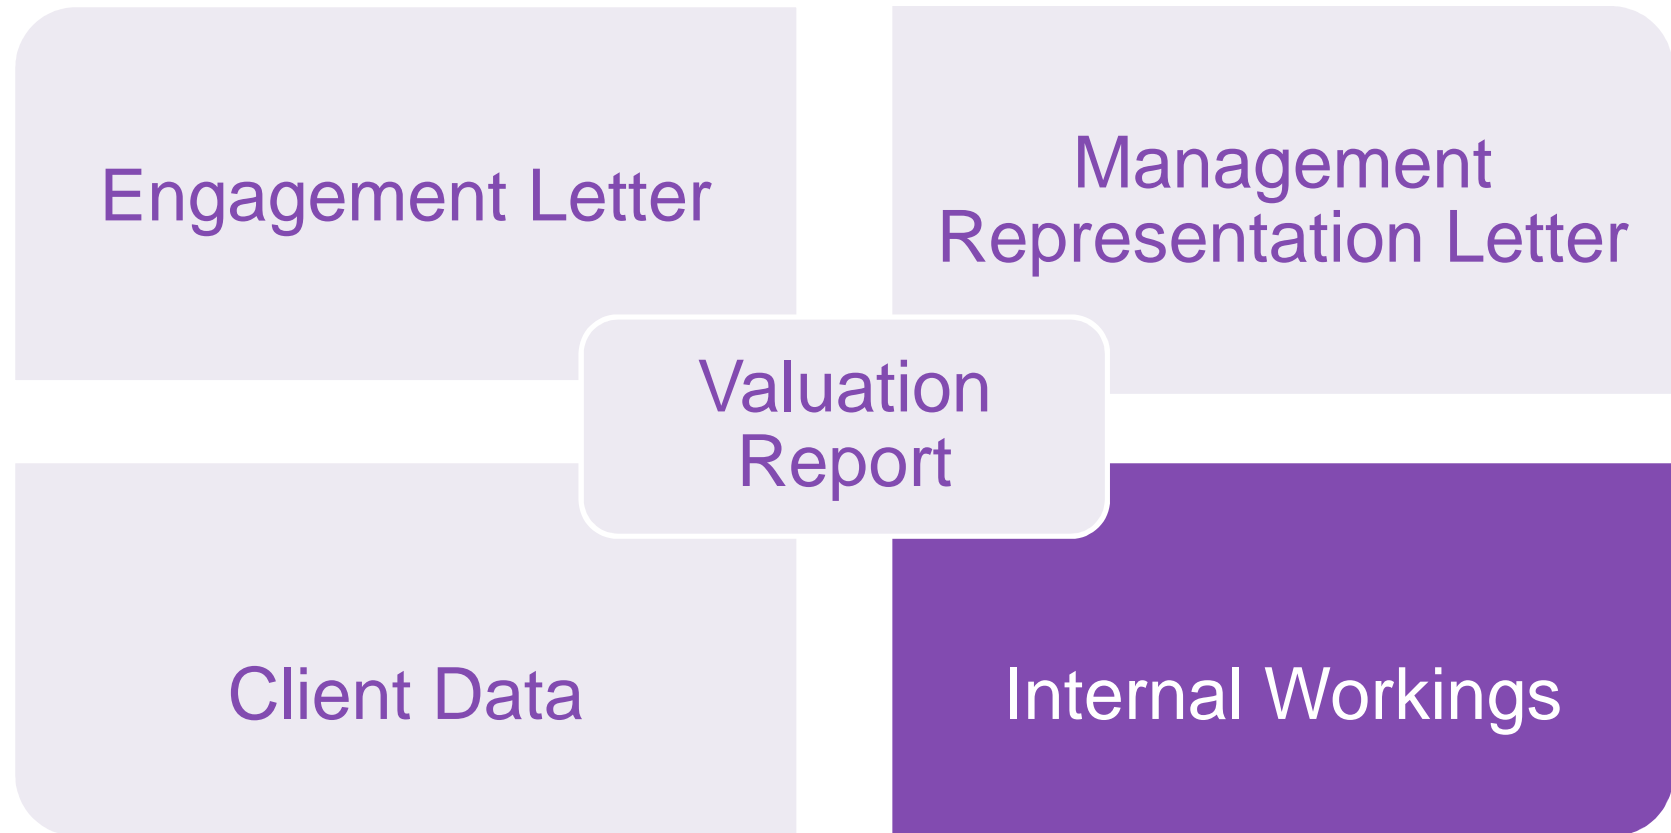 Engagement Letter
Management
Representation Letter
Valuation
Report
Client Data
Internal Workings